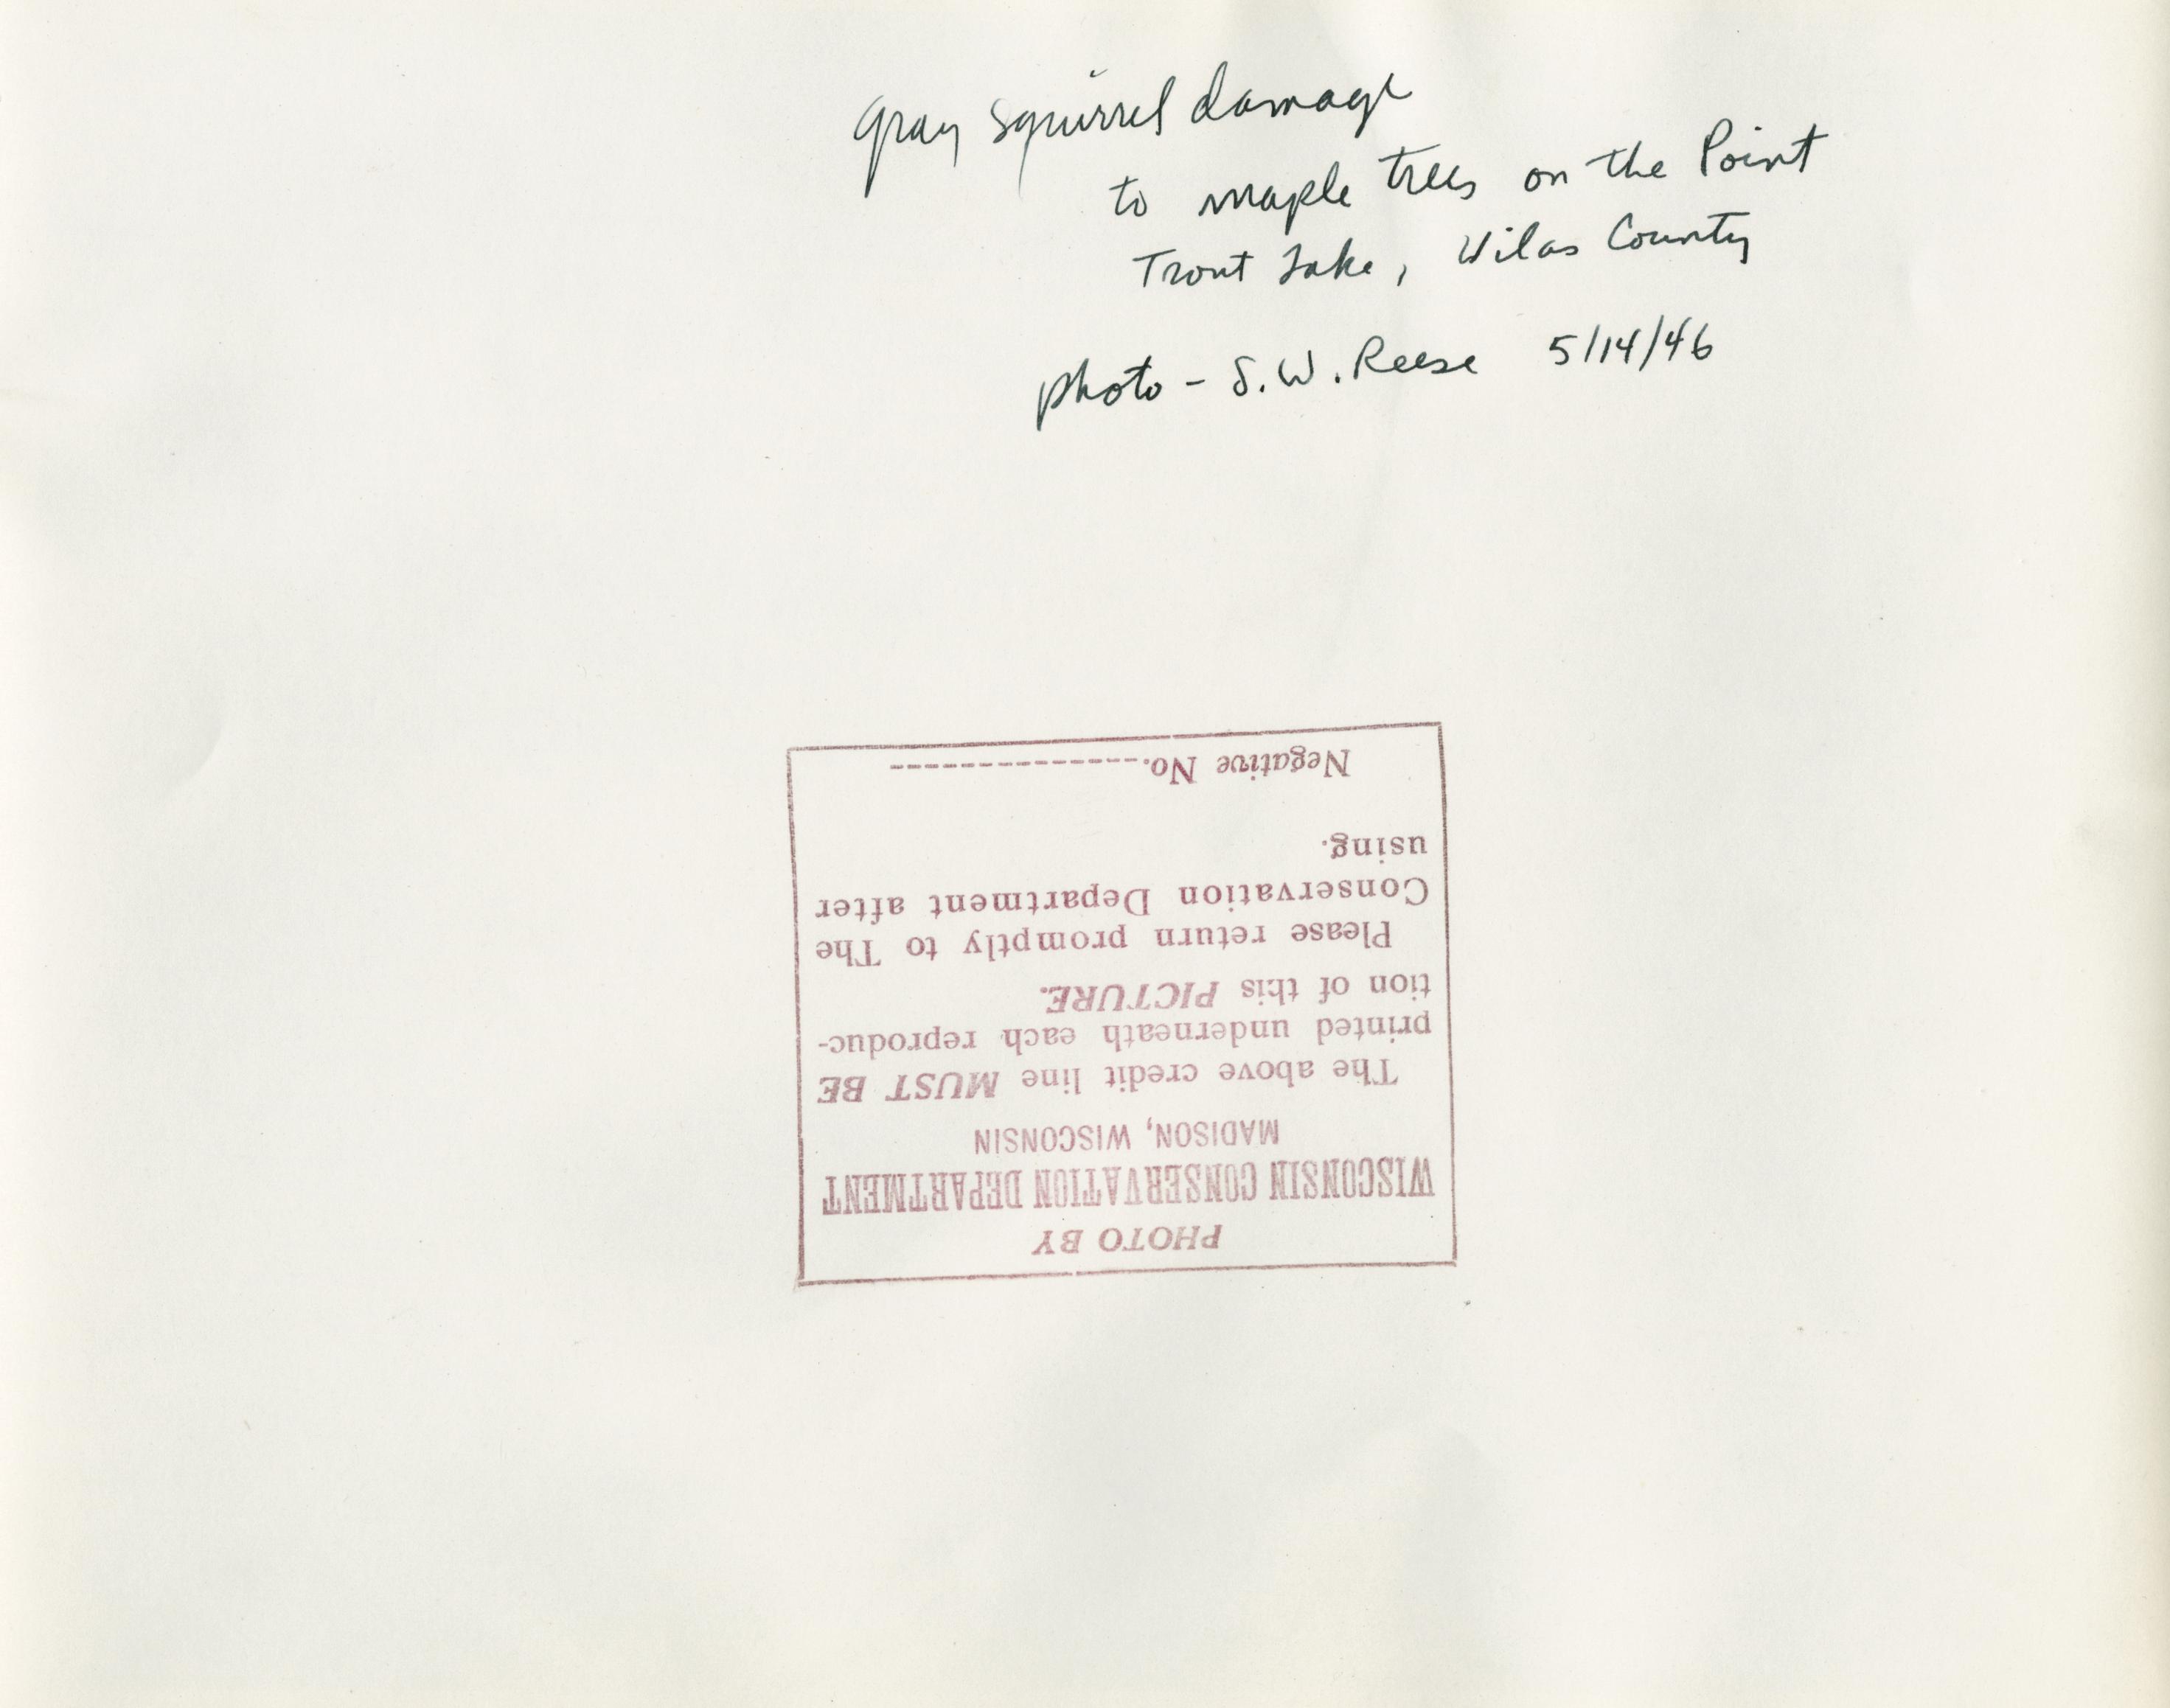 Gray Squirrel damage
to maple trees on the Point
Trout Lake, Vilas County
photo - S.W. Reese 5/14/46
PHOTO BY
WISCONSIN CONSERVATION DEPARTMENT
MADISON, WISCONSIN
The above credit line MUST BE
printed underneath each reproduc-
tion of this PICTURE.
Please return promptly to The
Conservation Department after
using.
Negative No.